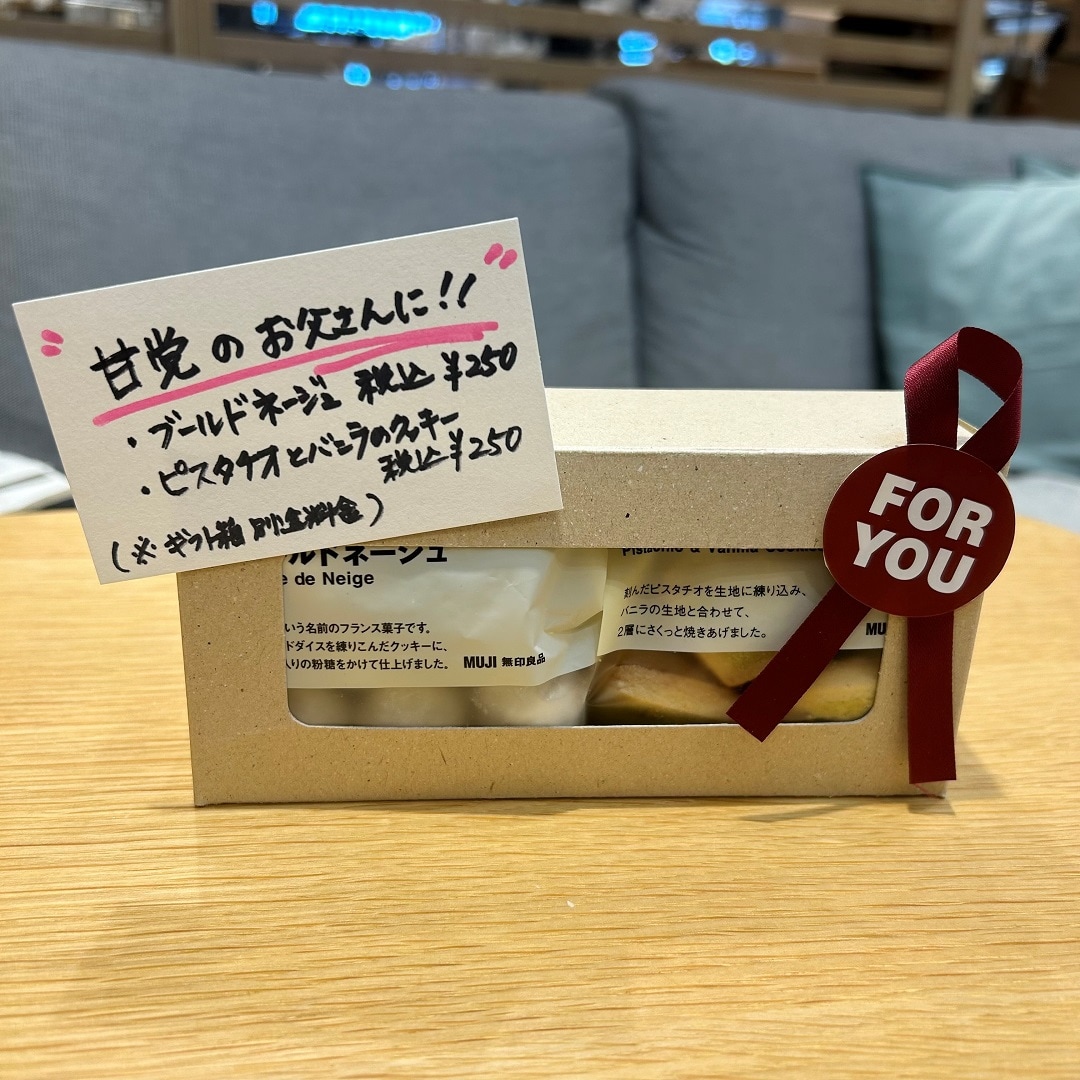 甘党のお父さんに!!
・ブールドネージュ 税込 ¥250
・ピスタチオとバニラのクッキー
税込 ¥250
(※ ギフト箱 別金料金)
ールドネージュ
e de Neige
いう名前のフランス菓子です。
ドダイスを練りこんだクッキーに、
入りの粉糖をかけて仕上げました。
MUJI 無印良品
Pistachio & Vanilla
刻んだピスタチオを生地に練り込み、
バニラの生地と合わせて、
2層にさくっと焼きあげました。
MU
FOR
YOU